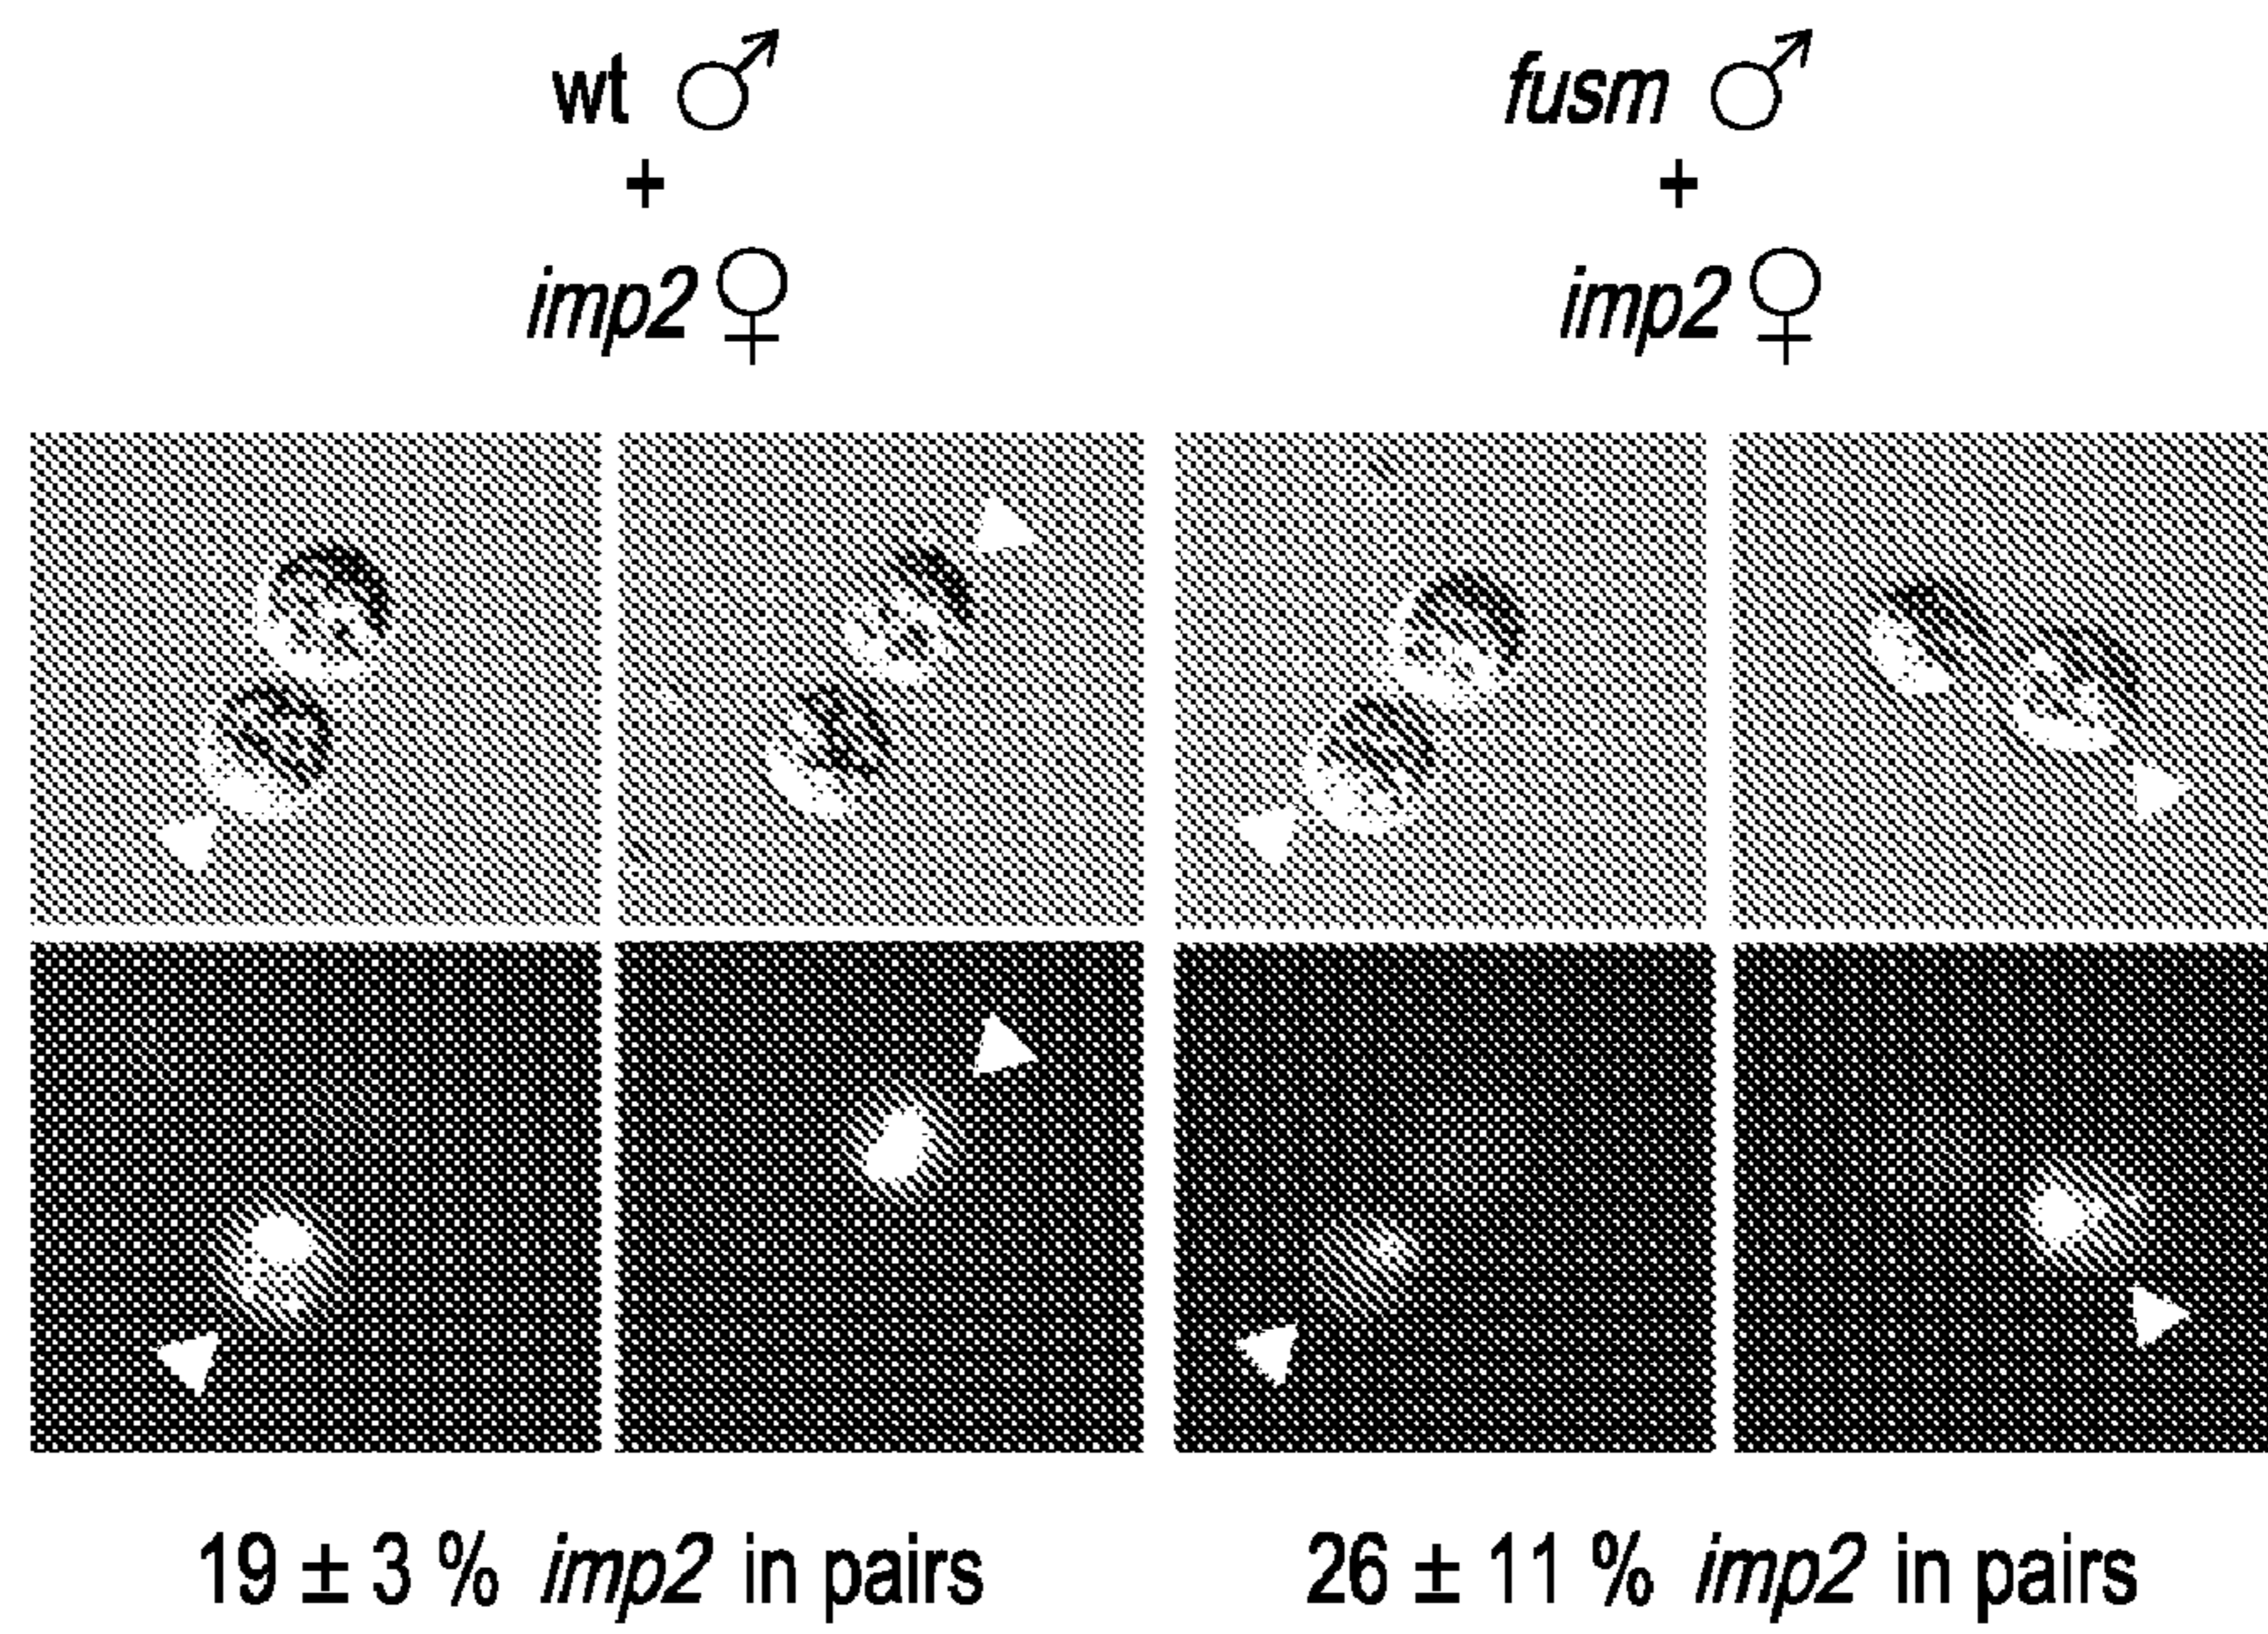 wt ♂
+
imp2 ♀
fusm ♂
+
imp2 ♀
19 ± 3 % imp2 in pairs
26 ± 11 % imp2 in pairs